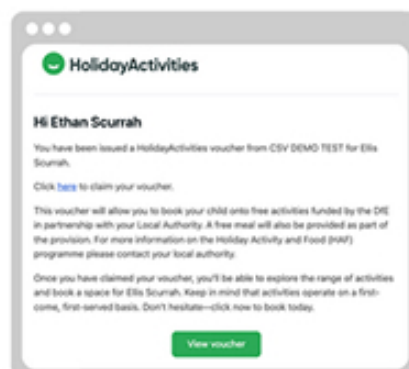 HolidayActivities
Hi Ethan Scurrah
You have been issued a HolidayActivities voucher from CSV DEMO TEST for Ellis
Scurrah.
Click here to claim your voucher.
This voucher will allow you to book your child onto free activities funded by the DfE
in partnership with your Local Authority. A free meal will also be provided as part of
the provision. For more information on the Holiday Activity and Food (HAF)
programme please contact your local authority.
Once you have claimed your voucher, you'll be able to explore the range of activities
and book a space for Ellis Scurrah. Keep in mind that activities operate on a first-
come, first-served basis. Don't hesitate—click now to book today.
View voucher